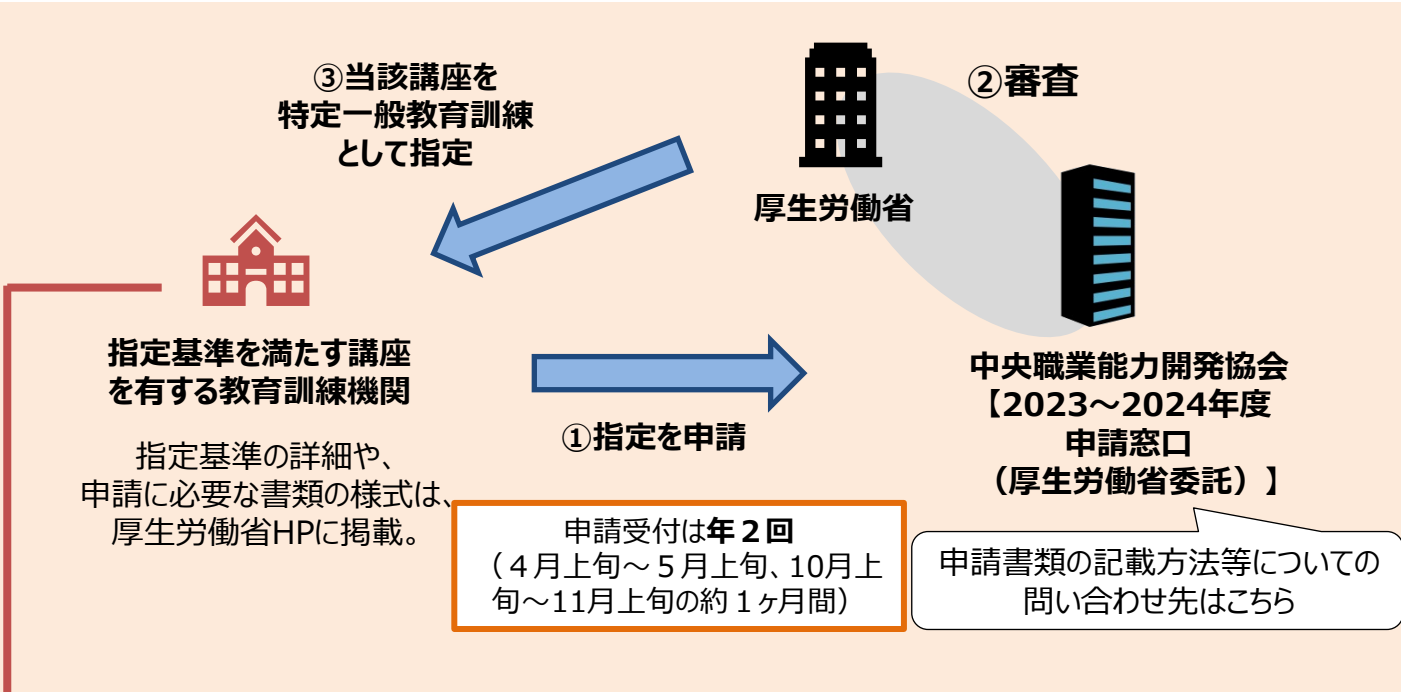 ③当該講座を
特定一般教育訓練
として指定
②審査
厚生労働省
指定基準を満たす講座
を有する教育訓練機関
指定基準の詳細や、
申請に必要な書類の様式は、
厚生労働省HPに掲載。
①指定を申請
中央職業能力開発協会
【2023～2024年度
申請窓口
（厚生労働省委託）】
申請受付は年２回
（４月上旬～５月上旬、10月上
旬～11月上旬の約１ヶ月間）
申請書類の記載方法等についての
問い合わせ先はこちら